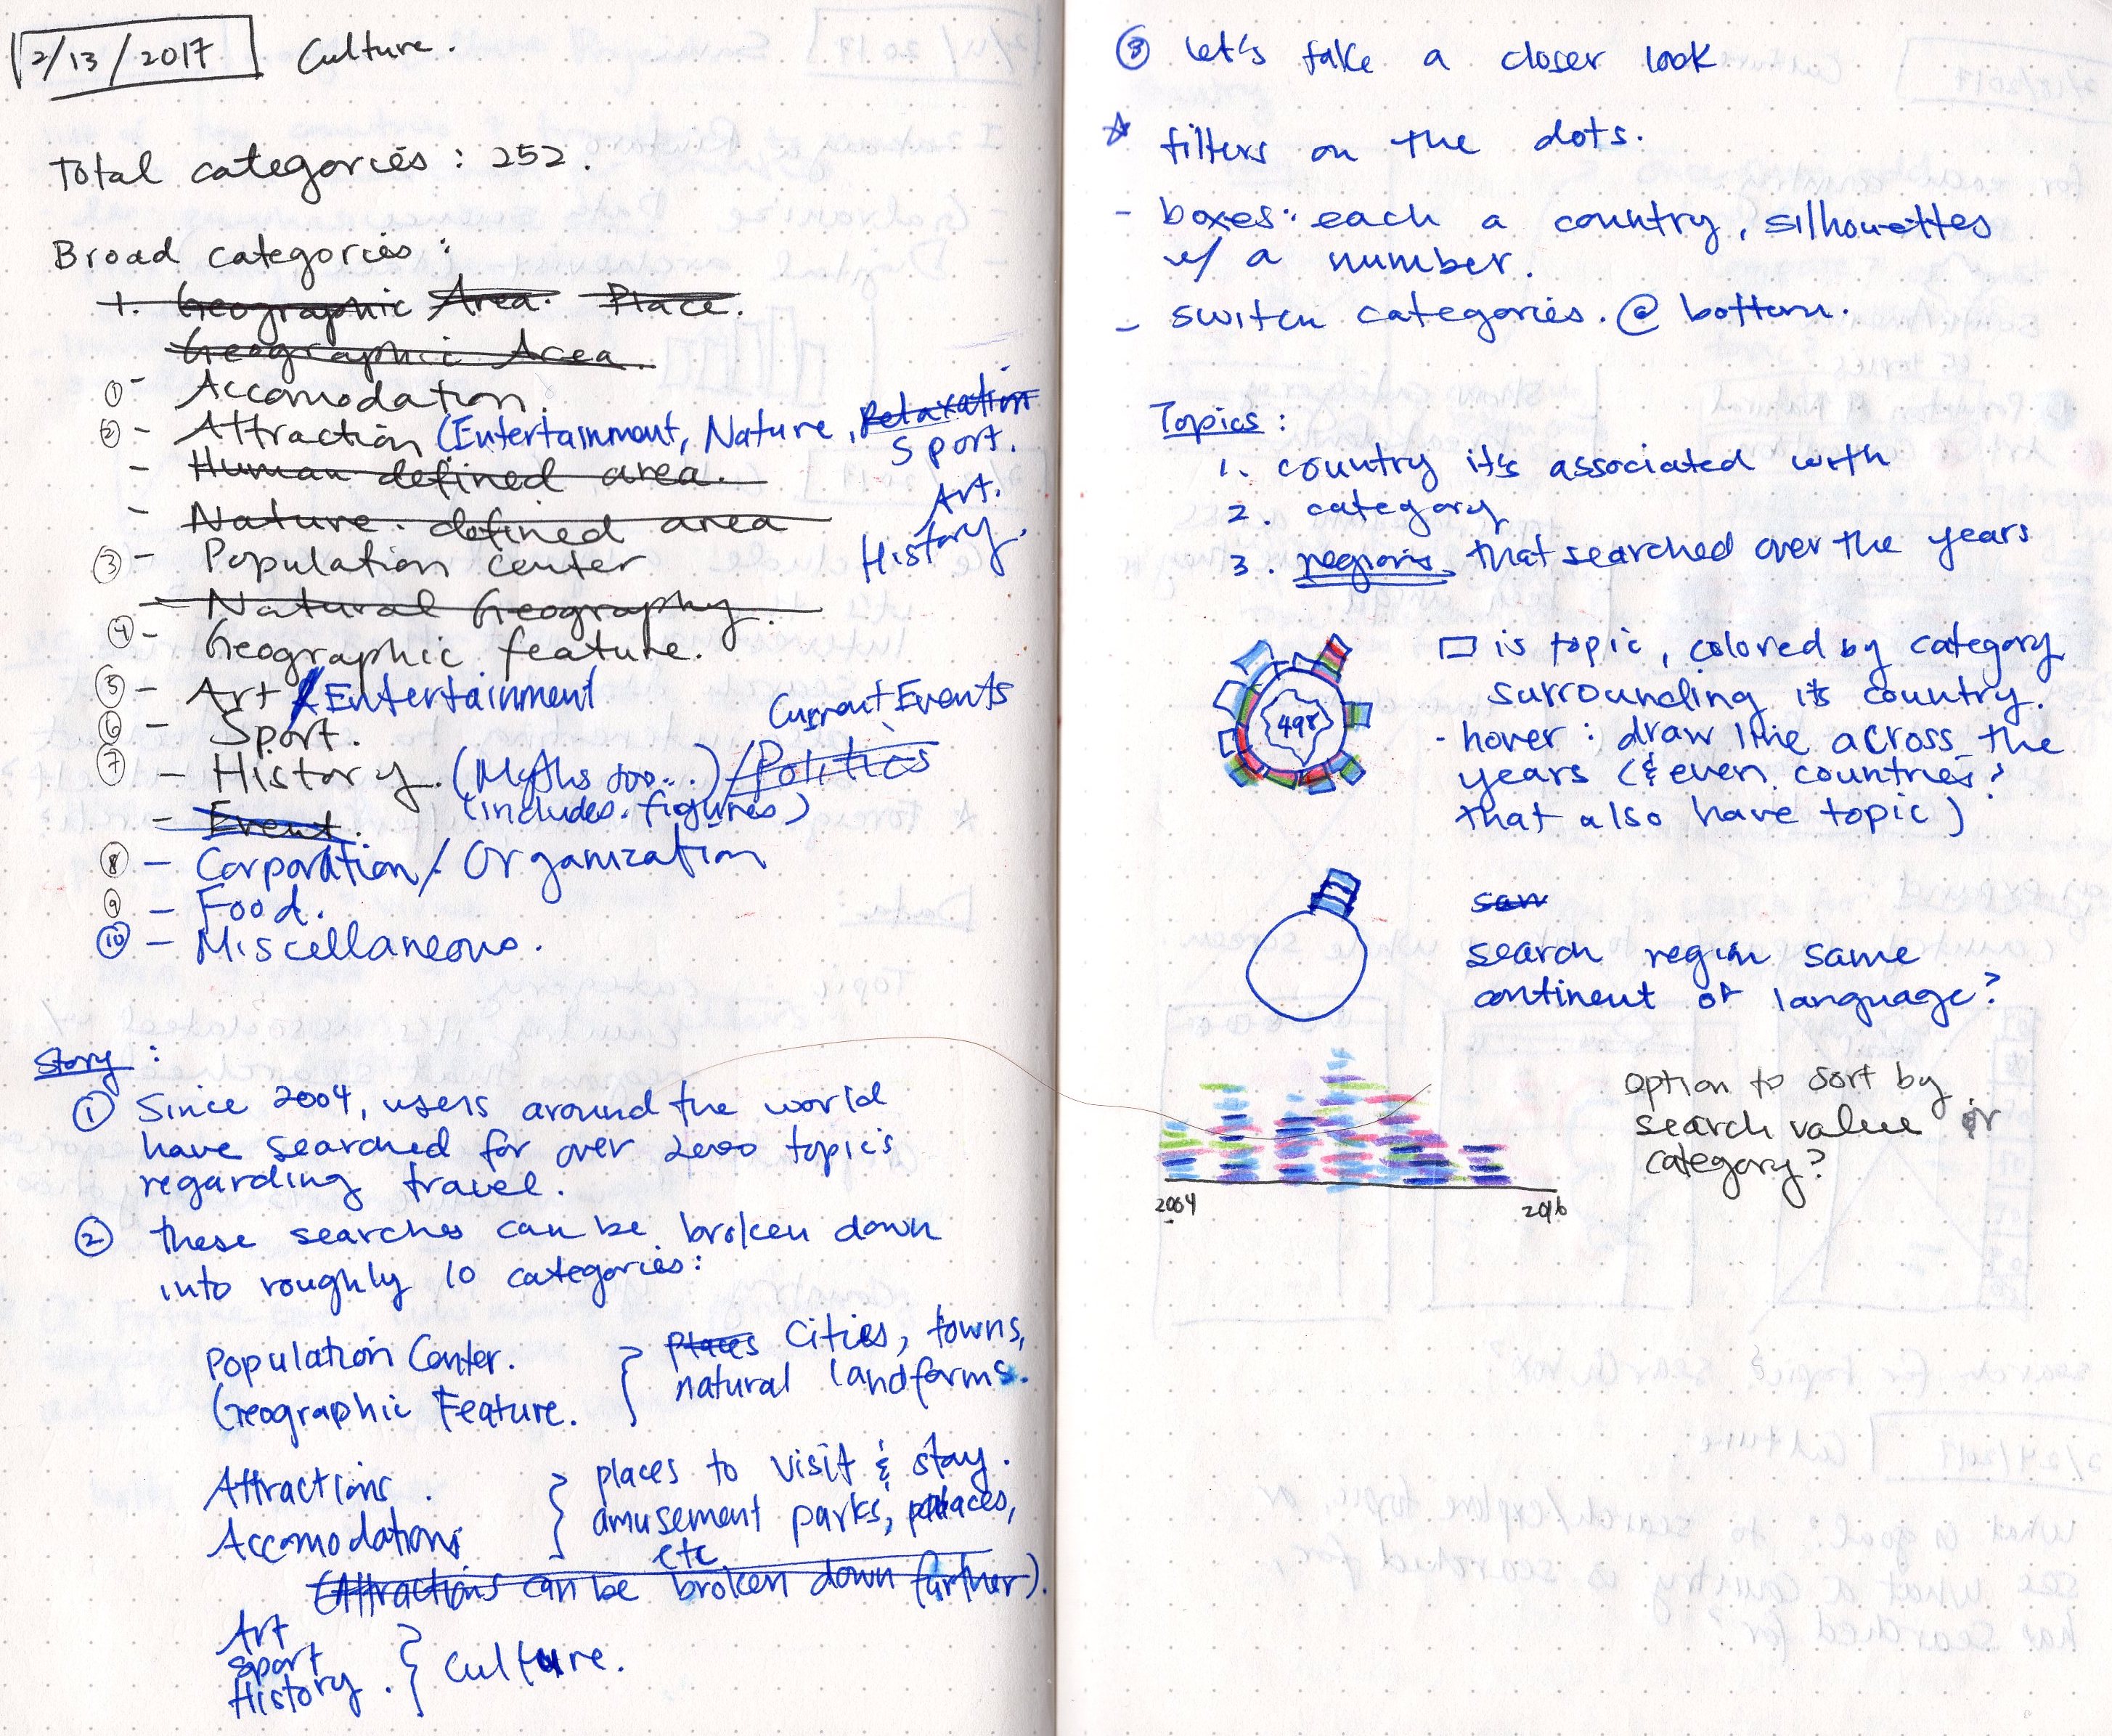 2/13/2017 Culture.
Total categories : 252.
Broad categories :
1. Geographic Area. Place.
Geographic Area.
① - Accomodation.
② - Attraction (Entertainment, Nature, Relaxation
Sport.
Art.
History.
- Human defined area.
- Nature. defined area
③ - Population center
Natural Geography.
④ - Geographic feature.
⑤ - Art / Entertainment
⑥ - Sport.
Current Events
⑦ - History. (Myths too...) / Politics
(includes. figures)
- Event.
⑧ - Corporation / Organization
⑨ - Food.
⑩ - Miscellaneous.
Story :
① Since 2004, users around the world
have searched for over 2000 topics
regarding travel.
② these searches can be broken down
into roughly 10 categories:
Population Center.
Geographic Feature.
Places Cities, towns,
natural landforms.
Attractions.
Accomodations
places to visit & stay.
amusement parks, palaces,
etc
(Attractions can be broken down further).
Art
Sport
History.
Culture.
③ let's take a closer look
☆ filters on the dots.
- boxes: each a country, silhouettes
w/ a number.
- switch categories. @ bottom.
Topics :
1. country it's associated with
2. category
3. regions that searched over the years
498
▭ is topic, colored by category
surrounding its country.
- hover : draw line across the
years (& even countries?
that also have topic)
saw
search region same
continent or language?
option to sort by
search value or
category?
2004 2016